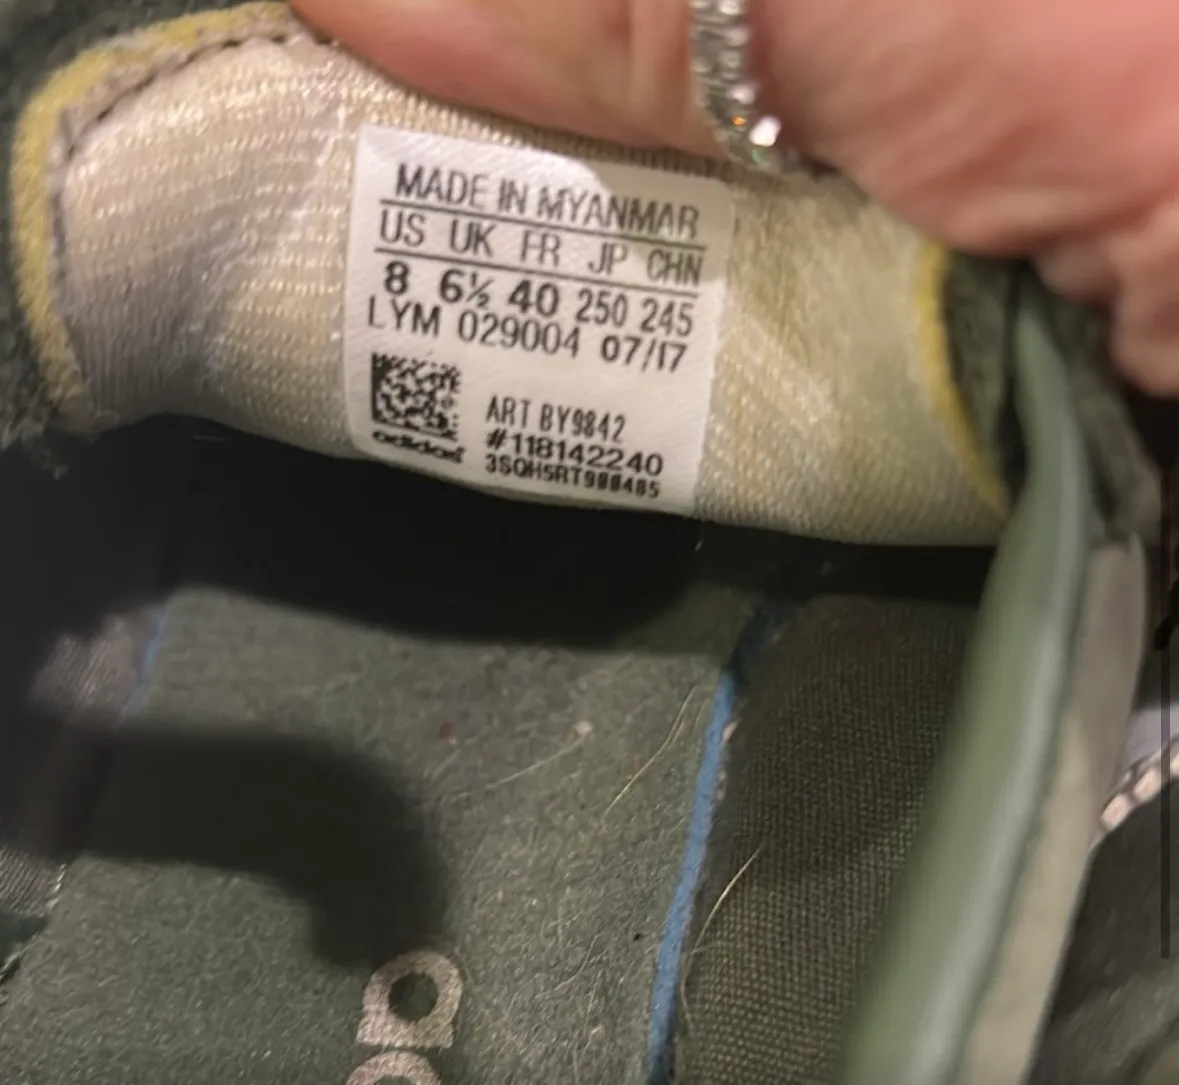 MADE IN MYANMAR
US UK FR JP CHN
8 6½ 40 250 245
LYM 029004 07/17
ART BY9842
#118142240
adidas